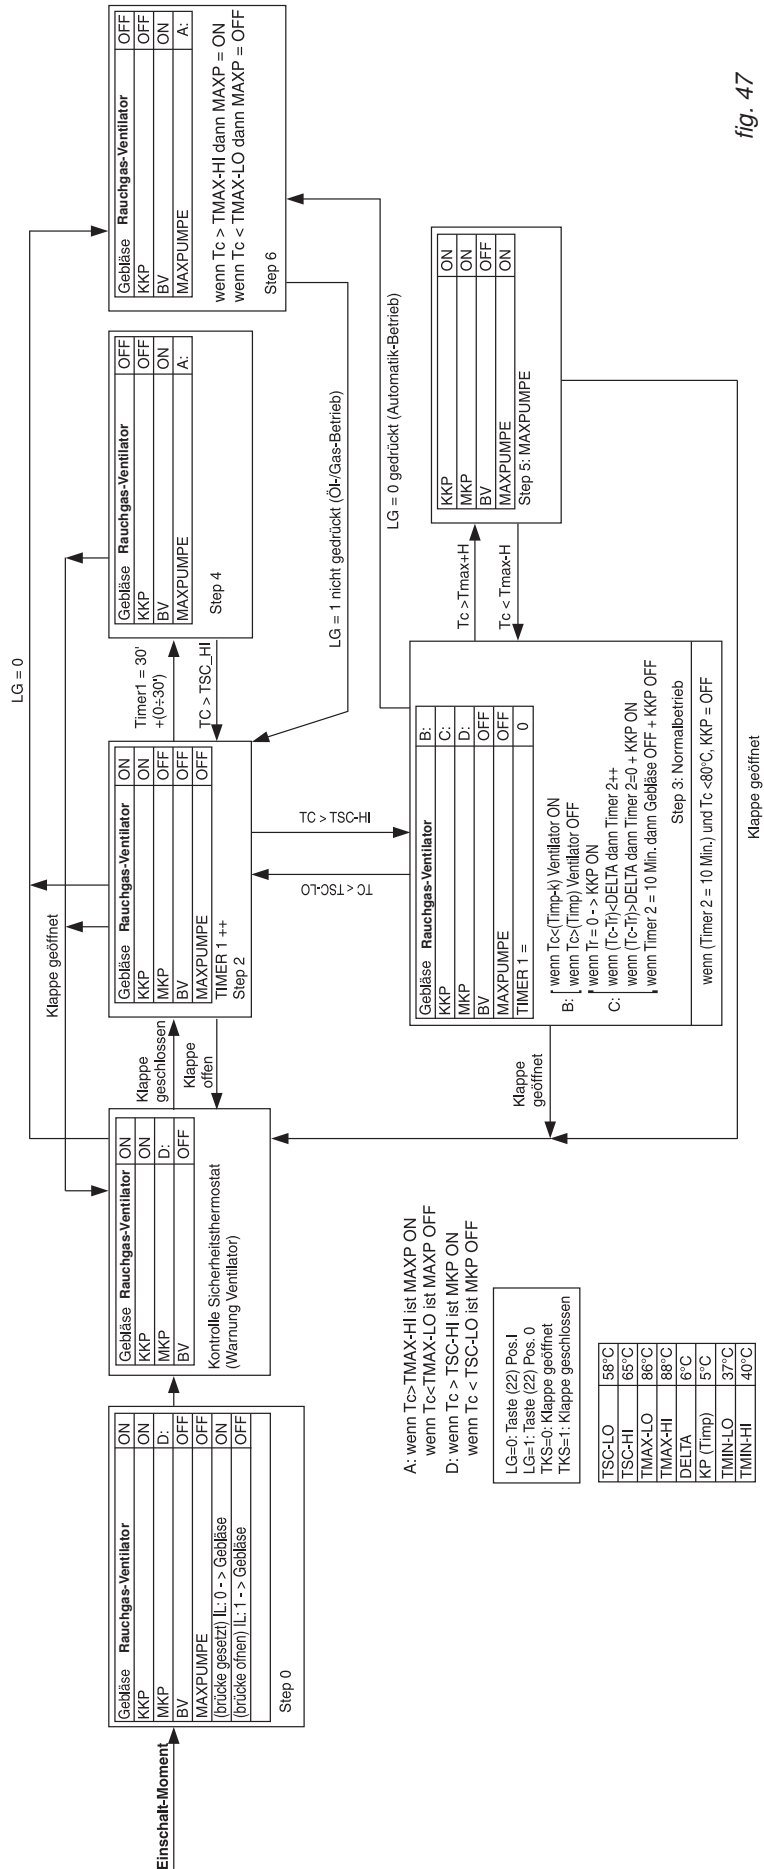 Einschalt-Moment
Gebläse Rauchgas-Ventilator ON
KKP ON
MKP D:
BV OFF
MAXPUMPE OFF
(brücke gesetzt) IL: 0 - > Gebläse ON
(brücke ofnen) IL: 1 - > Gebläse OFF
Step 0
Gebläse Rauchgas-Ventilator ON
KKP ON
MKP D:
BV OFF
Kontrolle Sicherheitsthermostat
(Warnung Ventilator)
Klappe
geschlossen
Klappe
offen
Klappe geöffnet
LG = 0
Gebläse Rauchgas-Ventilator ON
KKP ON
MKP OFF
BV OFF
MAXPUMPE OFF
TIMER 1 ++
Step 2
Timer1 = 30'
+(0÷30')
TC > TSC_HI
Gebläse Rauchgas-Ventilator OFF
KKP OFF
BV ON
MAXPUMPE A:
Step 4
Gebläse Rauchgas-Ventilator OFF
KKP OFF
BV ON
MAXPUMPE A:
wenn Tc > TMAX-HI dann MAXP = ON
wenn Tc < TMAX-LO dann MAXP = OFF
Step 6
LG = 1 nicht gedrückt (Öl-/Gas-Betrieb)
LG = 0 gedrückt (Automatik-Betrieb)
TC < TSC-LO
TC > TSC-HI
Gebläse Rauchgas-Ventilator B:
KKP C:
MKP D:
BV OFF
MAXPUMPE OFF
TIMER 1 = 0
B: wenn Tc<(Timp-k) Ventilator ON
wenn Tc>(Timp) Ventilator OFF
wenn Tr = 0 - > KKP ON
C: wenn (Tc-Tr)<DELTA dann Timer 2++
wenn (Tc-Tr)>DELTA dann Timer 2=0 + KKP ON
wenn Timer 2 = 10 Min. dann Gebläse OFF + KKP OFF
Step 3: Normalbetrieb
wenn (Timer 2 = 10 Min.) und Tc <80°C, KKP = OFF
Tc >Tmax+H
Tc < Tmax-H
KKP ON
MKP ON
BV OFF
MAXPUMPE ON
Step 5: MAXPUMPE
Klappe
geöffnet
Klappe geöffnet
A: wenn Tc>TMAX-HI ist MAXP ON
wenn Tc<TMAX-LO ist MAXP OFF
D: wenn Tc > TSC-HI ist MKP ON
wenn Tc < TSC-LO ist MKP OFF
LG=0: Taste (22) Pos.I
LG=1: Taste (22) Pos. 0
TKS=0: Klappe geöffnet
TKS=1: Klappe geschlossen
TSC-LO 58°C
TSC-HI 65°C
TMAX-LO 86°C
TMAX-HI 88°C
DELTA 6°C
KP (Timp) 5°C
TMIN-LO 37°C
TMIN-HI 40°C
fig. 47